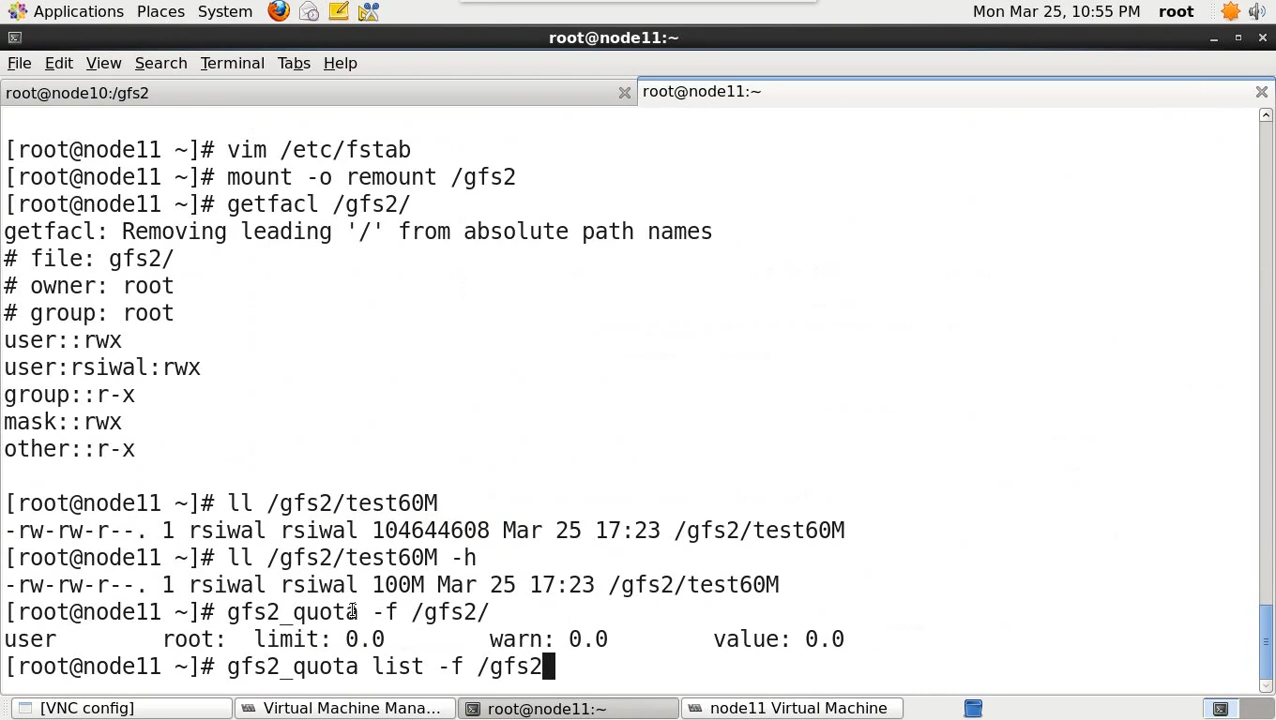 Applications Places System Mon Mar 25, 10:55 PM root
root@node11:~
File Edit View Search Terminal Tabs Help
root@node10:/gfs2 root@node11:~
[root@node11 ~]# vim /etc/fstab
[root@node11 ~]# mount -o remount /gfs2
[root@node11 ~]# getfacl /gfs2/
getfacl: Removing leading '/' from absolute path names
# file: gfs2/
# owner: root
# group: root
user::rwx
user:rsiwal:rwx
group::r-x
mask::rwx
other::r-x
[root@node11 ~]# ll /gfs2/test60M
-rw-rw-r--. 1 rsiwal rsiwal 104644608 Mar 25 17:23 /gfs2/test60M
[root@node11 ~]# ll /gfs2/test60M -h
-rw-rw-r--. 1 rsiwal rsiwal 100M Mar 25 17:23 /gfs2/test60M
[root@node11 ~]# gfs2_quota -f /gfs2/
user root: limit: 0.0 warn: 0.0 value: 0.0
[root@node11 ~]# gfs2_quota list -f /gfs2
[VNC config] Virtual Machine Mana... root@node11:~ node11 Virtual Machine